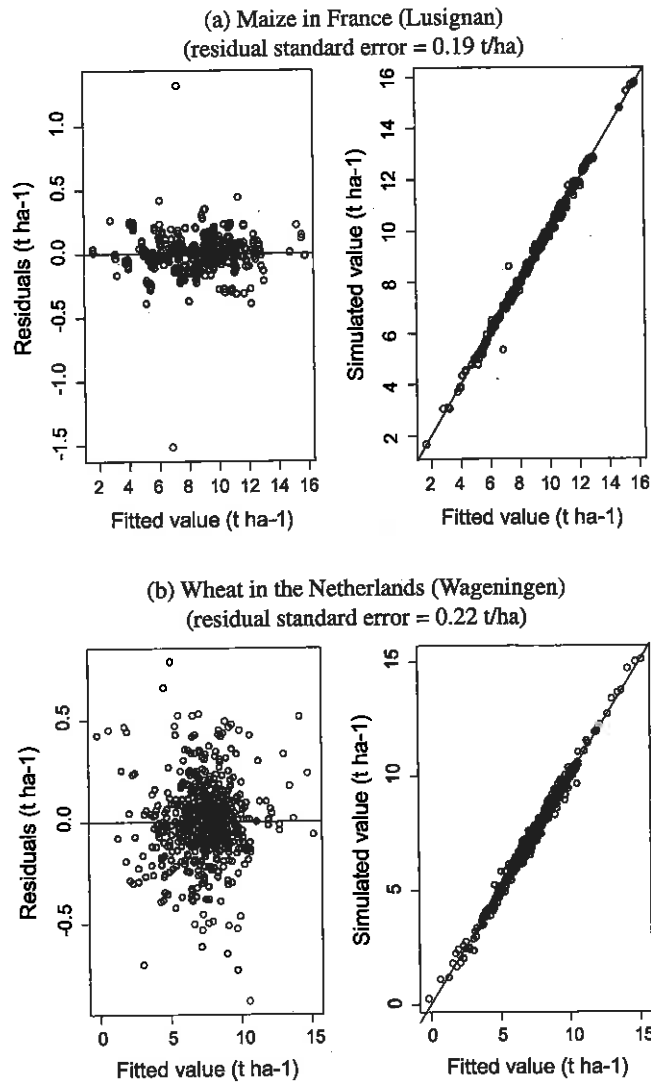 (a) Maize in France (Lusignan)
(residual standard error = 0.19 t/ha)
Residuals (t ha-1)
1.0
0.5
0.0
-0.5
-1.0
-1.5
2 4 6 8 10 12 14 16
Fitted value (t ha-1)
Simulated value (t ha-1)
16
14
12
10
8
6
4
2
2 4 6 8 10 12 14 16
Fitted value (t ha-1)
(b) Wheat in the Netherlands (Wageningen)
(residual standard error = 0.22 t/ha)
Residuals (t ha-1)
0.5
0.0
-0.5
0 5 10 15
Fitted value (t ha-1)
Simulated value (t ha-1)
15
10
5
0
0 5 10 15
Fitted value (t ha-1)